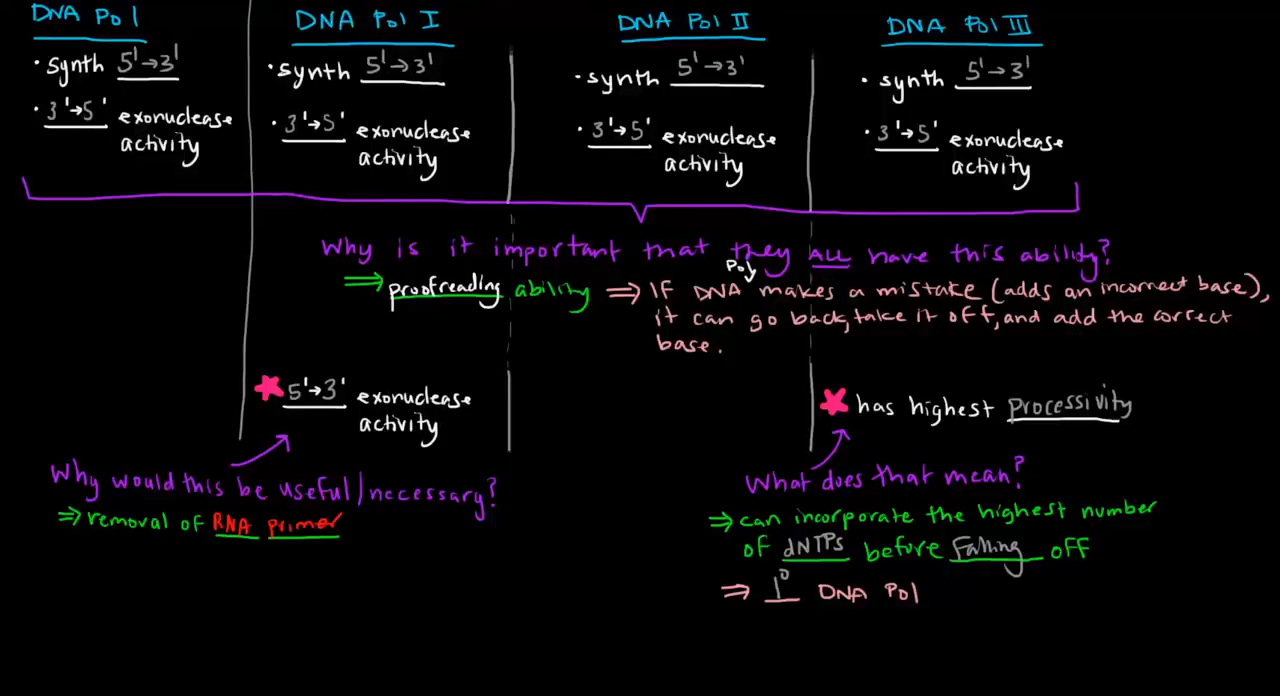 DNA Pol
• synth 5'→3'
• 3'→5' exonuclease
activity
DNA Pol I
• synth 5'→3'
• 3'→5' exonuclease
activity
DNA Pol II
• synth 5'→3'
• 3'→5' exonuclease
activity
DNA Pol III
• synth 5'→3'
• 3'→5' exonuclease
activity
Why is it important that they ALL have this ability?
⇒ proofreading ability ⇒ If DNA Pol makes a mistake (adds an incorrect base),
it can go back, take it off, and add the correct
base.
★ 5'→3' exonuclease
activity
Why would this be useful/necessary?
⇒ removal of RNA primer
★ has highest processivity
What does that mean?
⇒ can incorporate the highest number
of dNTPs before falling off
⇒ 1° DNA Pol